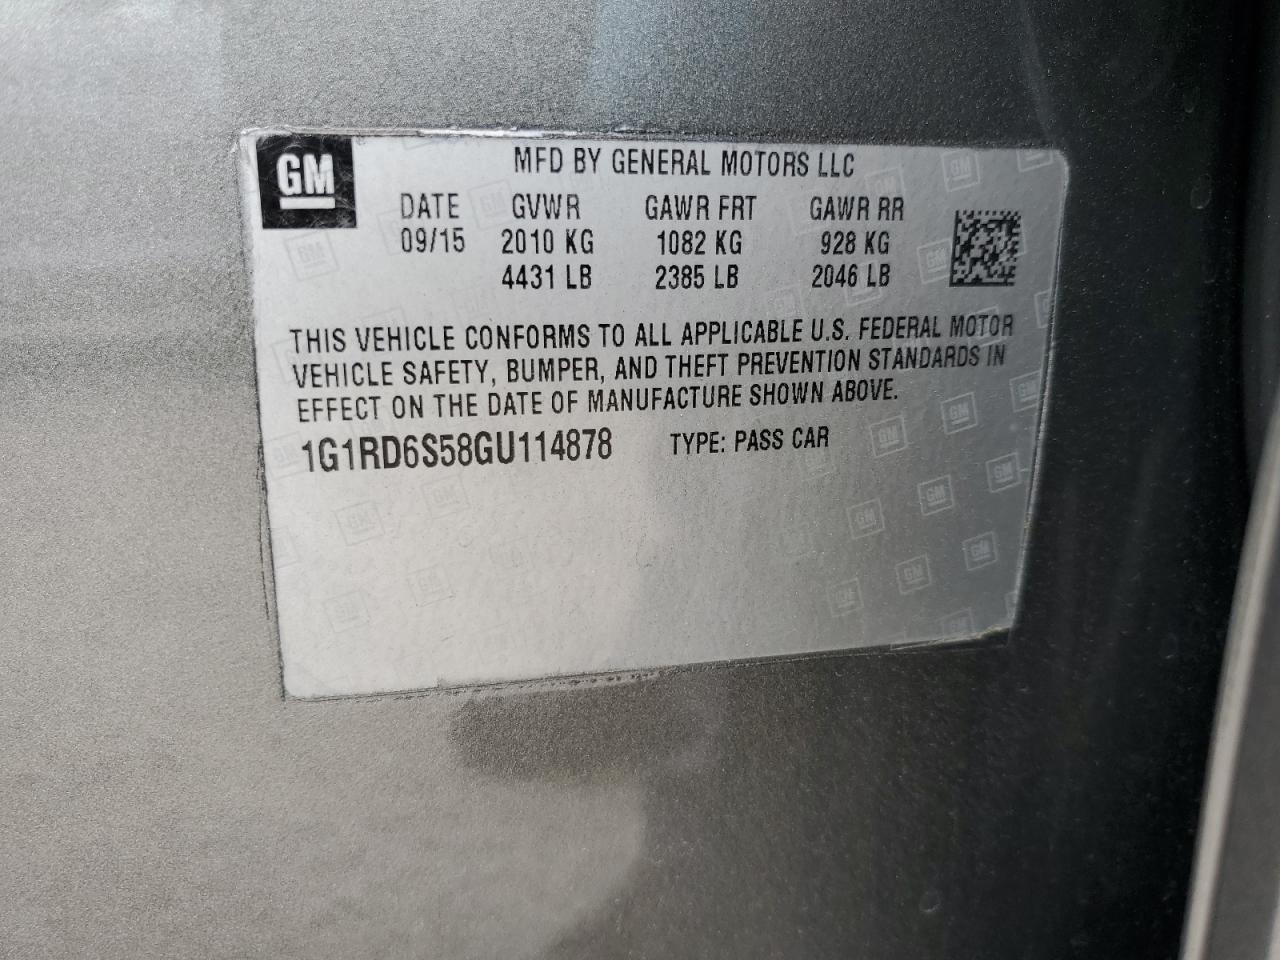 GM
MFD BY GENERAL MOTORS LLC
DATE GVWR GAWR FRT GAWR RR
09/15 2010 KG 1082 KG 928 KG
4431 LB 2385 LB 2046 LB
THIS VEHICLE CONFORMS TO ALL APPLICABLE U.S. FEDERAL MOTOR
VEHICLE SAFETY, BUMPER, AND THEFT PREVENTION STANDARDS IN
EFFECT ON THE DATE OF MANUFACTURE SHOWN ABOVE.
1G1RD6S58GU114878 TYPE: PASS CAR